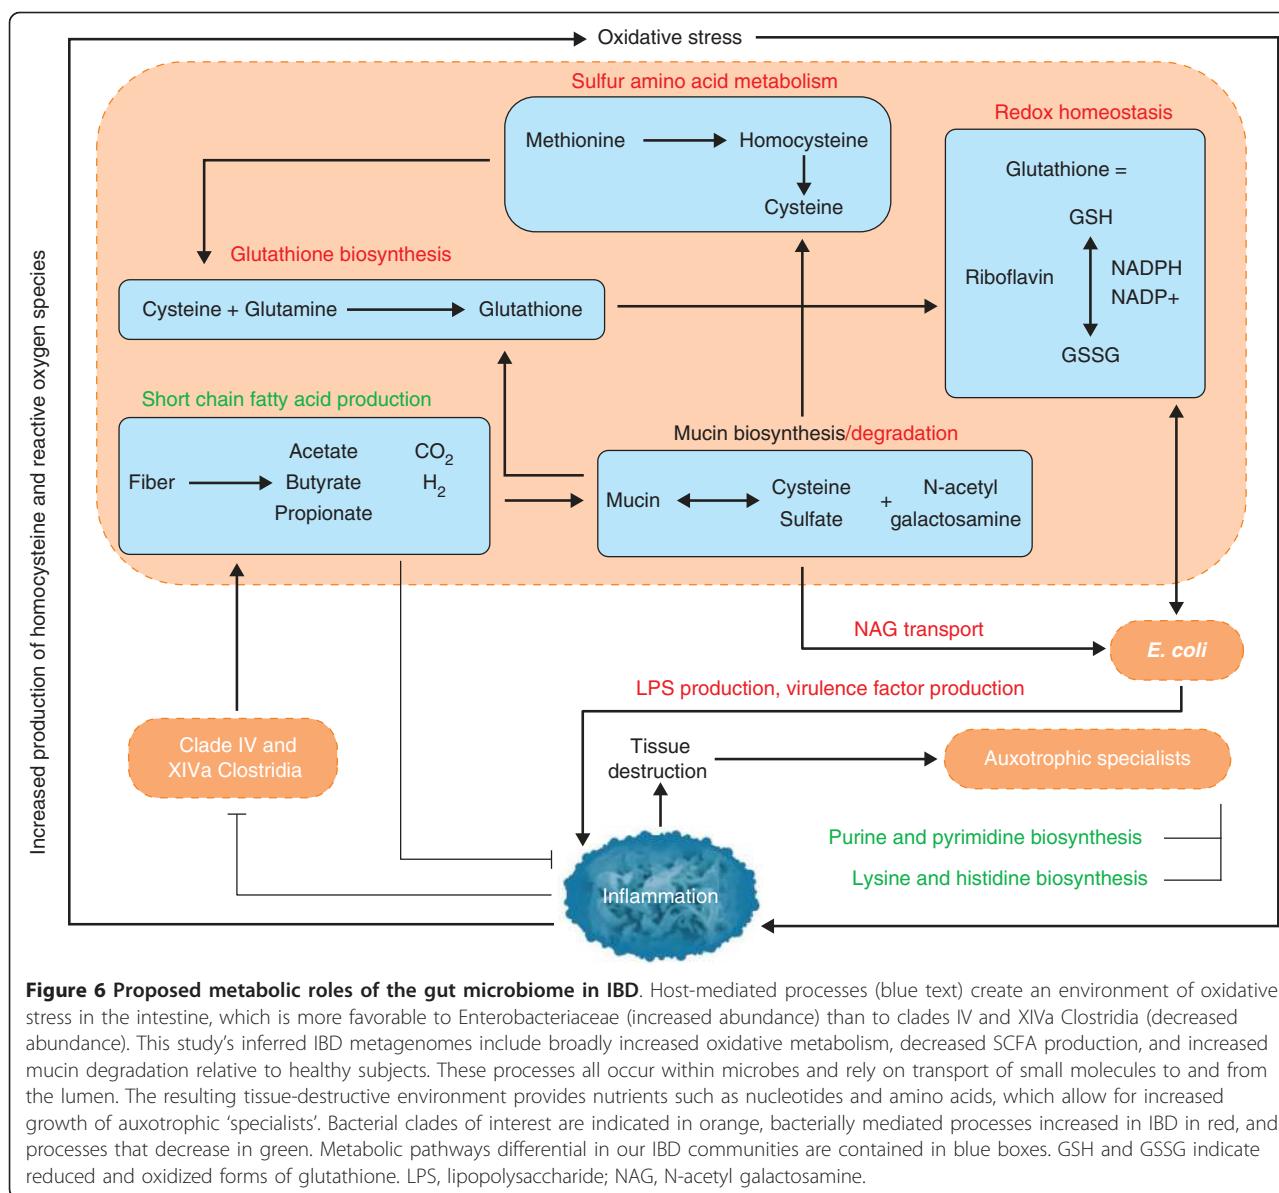 Oxidative stress
Increased production of homocysteine and reactive oxygen species
Sulfur amino acid metabolism
Methionine
Homocysteine
Cysteine
Redox homeostasis
Glutathione =
GSH
Riboflavin
NADPH
NADP+
GSSG
Glutathione biosynthesis
Cysteine + Glutamine
Glutathione
Short chain fatty acid production
Fiber
Acetate
Butyrate
Propionate
CO2
H2
Mucin biosynthesis/degradation
Mucin
Cysteine
Sulfate
+
N-acetyl
galactosamine
NAG transport
E. coli
LPS production, virulence factor production
Clade IV and
XIVa Clostridia
Tissue
destruction
Auxotrophic specialists
Purine and pyrimidine biosynthesis
Lysine and histidine biosynthesis
Inflammation
Figure 6 Proposed metabolic roles of the gut microbiome in IBD. Host-mediated processes (blue text) create an environment of oxidative
stress in the intestine, which is more favorable to Enterobacteriaceae (increased abundance) than to clades IV and XIVa Clostridia (decreased
abundance). This study's inferred IBD metagenomes include broadly increased oxidative metabolism, decreased SCFA production, and increased
mucin degradation relative to healthy subjects. These processes all occur within microbes and rely on transport of small molecules to and from
the lumen. The resulting tissue-destructive environment provides nutrients such as nucleotides and amino acids, which allow for increased
growth of auxotrophic 'specialists'. Bacterial clades of interest are indicated in orange, bacterially mediated processes increased in IBD in red, and
processes that decrease in green. Metabolic pathways differential in our IBD communities are contained in blue boxes. GSH and GSSG indicate
reduced and oxidized forms of glutathione. LPS, lipopolysaccharide; NAG, N-acetyl galactosamine.